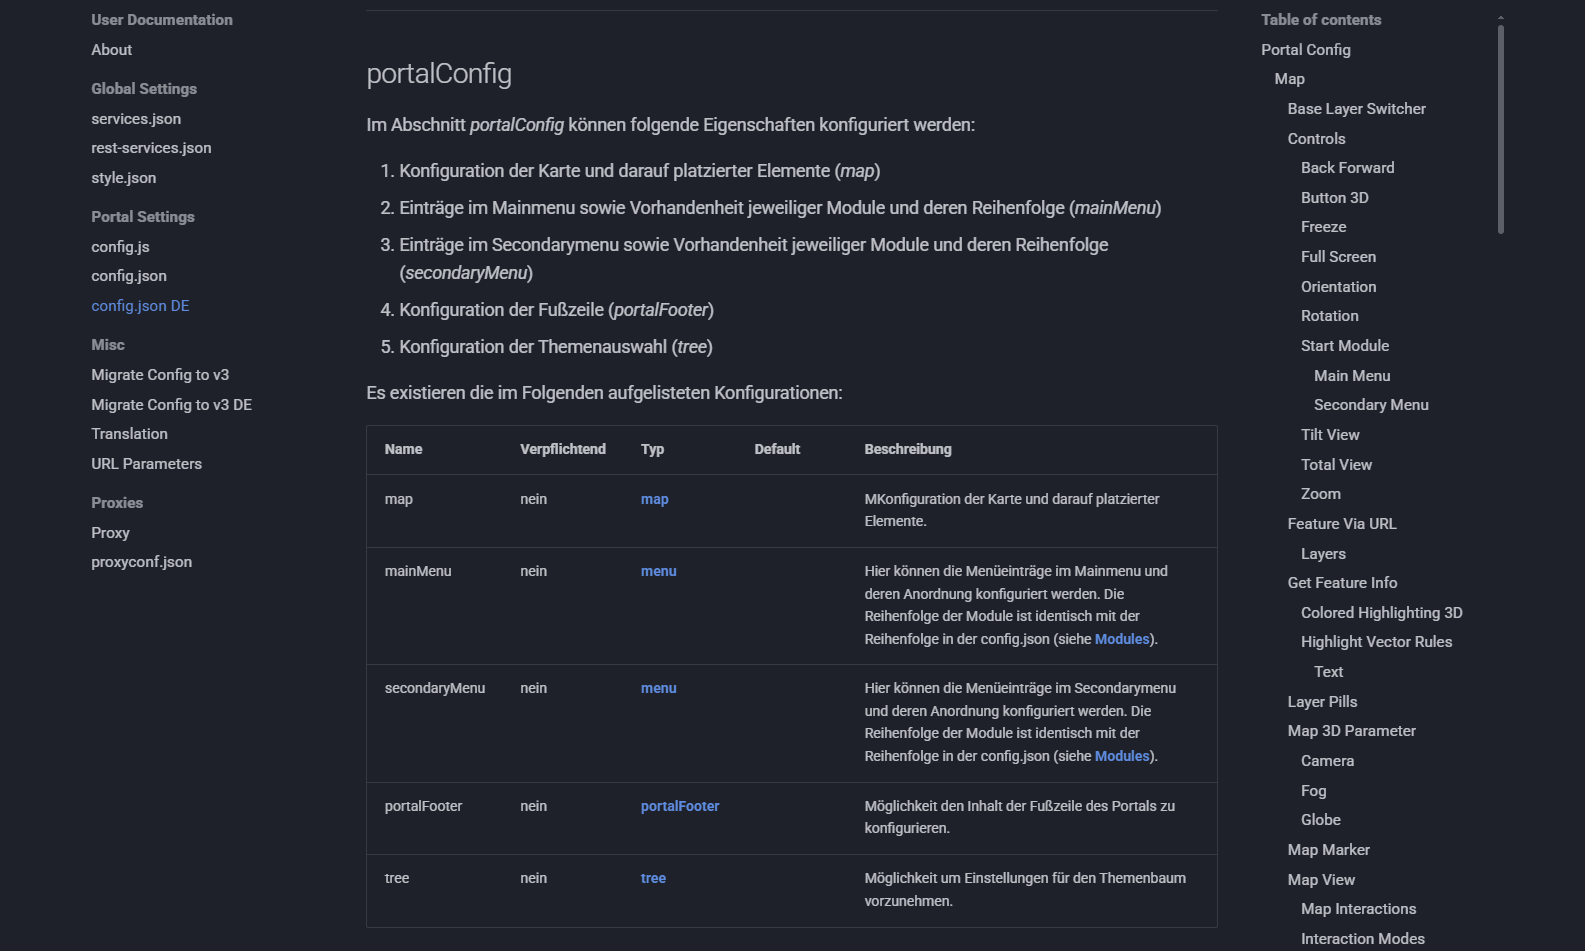 User Documentation
About
Global Settings
services.json
rest-services.json
style.json
Portal Settings
config.js
config.json
config.json DE
Misc
Migrate Config to v3
Migrate Config to v3 DE
Translation
URL Parameters
Proxies
Proxy
proxyconf.json
portalConfig
Im Abschnitt portalConfig können folgende Eigenschaften konfiguriert werden:
1. Konfiguration der Karte und darauf platzierter Elemente (map)
2. Einträge im Mainmenu sowie Vorhandenheit jeweiliger Module und deren Reihenfolge (mainMenu)
3. Einträge im Secondarymenu sowie Vorhandenheit jeweiliger Module und deren Reihenfolge
(secondaryMenu)
4. Konfiguration der Fußzeile (portalFooter)
5. Konfiguration der Themenauswahl (tree)
Es existieren die im Folgenden aufgelisteten Konfigurationen:
Name Verpflichtend Typ Default Beschreibung
map nein map MKonfiguration der Karte und darauf platzierter
Elemente.
mainMenu nein menu Hier können die Menüeinträge im Mainmenu und
deren Anordnung konfiguriert werden. Die
Reihenfolge der Module ist identisch mit der
Reihenfolge in der config.json (siehe Modules).
secondaryMenu nein menu Hier können die Menüeinträge im Secondarymenu
und deren Anordnung konfiguriert werden. Die
Reihenfolge der Module ist identisch mit der
Reihenfolge in der config.json (siehe Modules).
portalFooter nein portalFooter Möglichkeit den Inhalt der Fußzeile des Portals zu
konfigurieren.
tree nein tree Möglichkeit um Einstellungen für den Themenbaum
vorzunehmen.
Table of contents
Portal Config
Map
Base Layer Switcher
Controls
Back Forward
Button 3D
Freeze
Full Screen
Orientation
Rotation
Start Module
Main Menu
Secondary Menu
Tilt View
Total View
Zoom
Feature Via URL
Layers
Get Feature Info
Colored Highlighting 3D
Highlight Vector Rules
Text
Layer Pills
Map 3D Parameter
Camera
Fog
Globe
Map Marker
Map View
Map Interactions
Interaction Modes